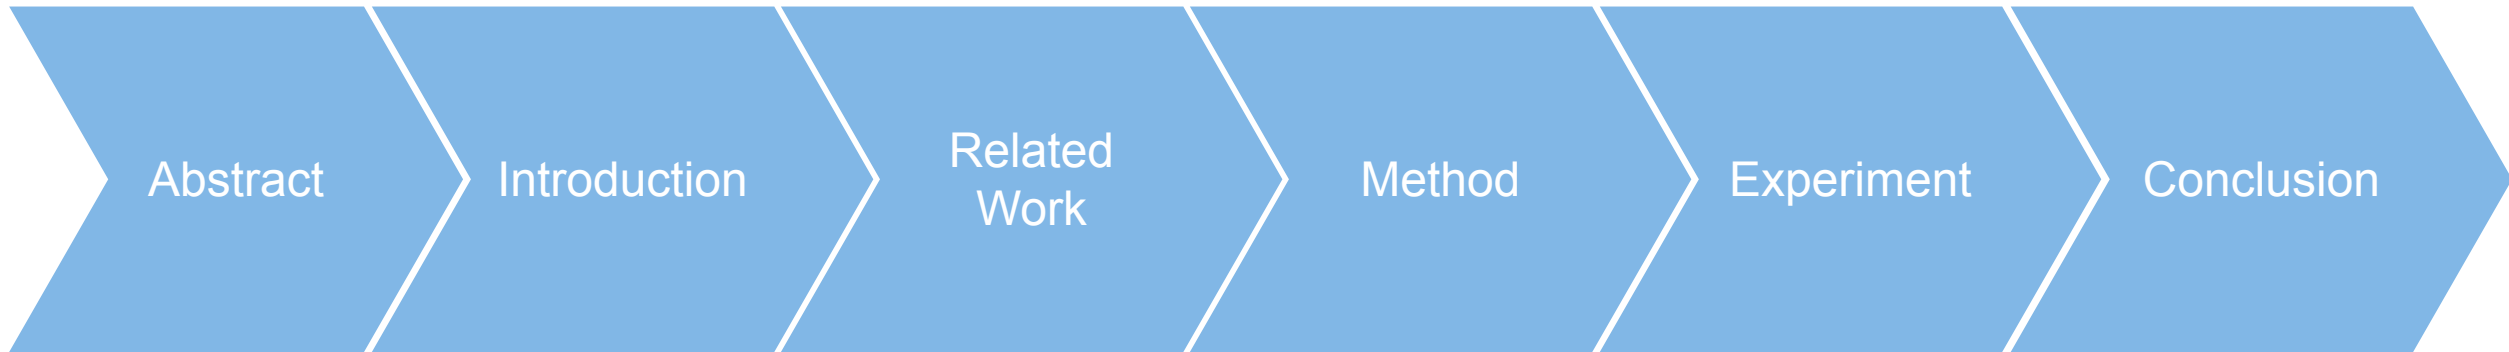 Abstract
Introduction
Related
Work
Method
Experiment
Conclusion